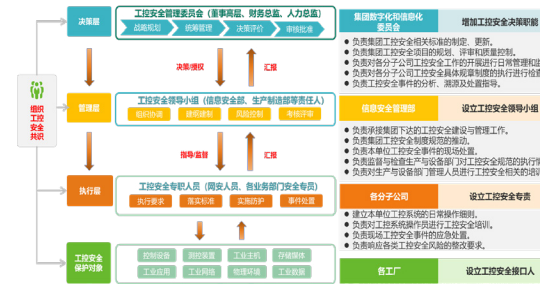 组织
工控
安全
共识
决策层
工控安全管理委员会（董事高层、财务总监、人力总监）
战略规划
统筹管理
决策评价
审核批准
决策/授权
汇报
管理层
工控安全领导小组（信息安全部、生产制造部等责任人）
组织协调
建章建制
风险控制
考核评审
指导/监督
汇报
执行层
工控安全专职人员（网安人员、各业务部门安全专员）
执行要求
落实标准
实施防护
事件处置
工控安全
保护对象
控制设备
测控装置
工业主机
存储媒体
工业应用
工业网络
物理环境
工业数据
集团数字化和信息化
委员会
增加工控安全决策职能
负责集团工控安全相关标准的制定、更新。
负责集团工控安全项目的规划、评审和质量控制。
负责对各分子公司工控安全工作的开展进行日常管理和监
负责对各分子公司工控安全具体规章制度的执行进行检查
负责工控安全事件的分析、溯源及处置指导。
信息安全管理部
设立工控安全领导小组
负责承接集团下达的工控安全建设与管理工作。
负责集团工控安全制度规范的推动。
负责本单位工控安全事件的现场处置。
负责监督与检查生产与设备部门对工控安全规范的执行情
负责对生产与设备部门管理人员进行工控安全相关的培训
各分子公司
设立工控安全专责
建立本单位工控系统的日常操作细则。
负责对工控系统操作员进行工控安全培训。
负责现场工控安全事件的应急处置。
负责响应各类工控安全风险的整改要求。
各工厂
设立工控安全接口人